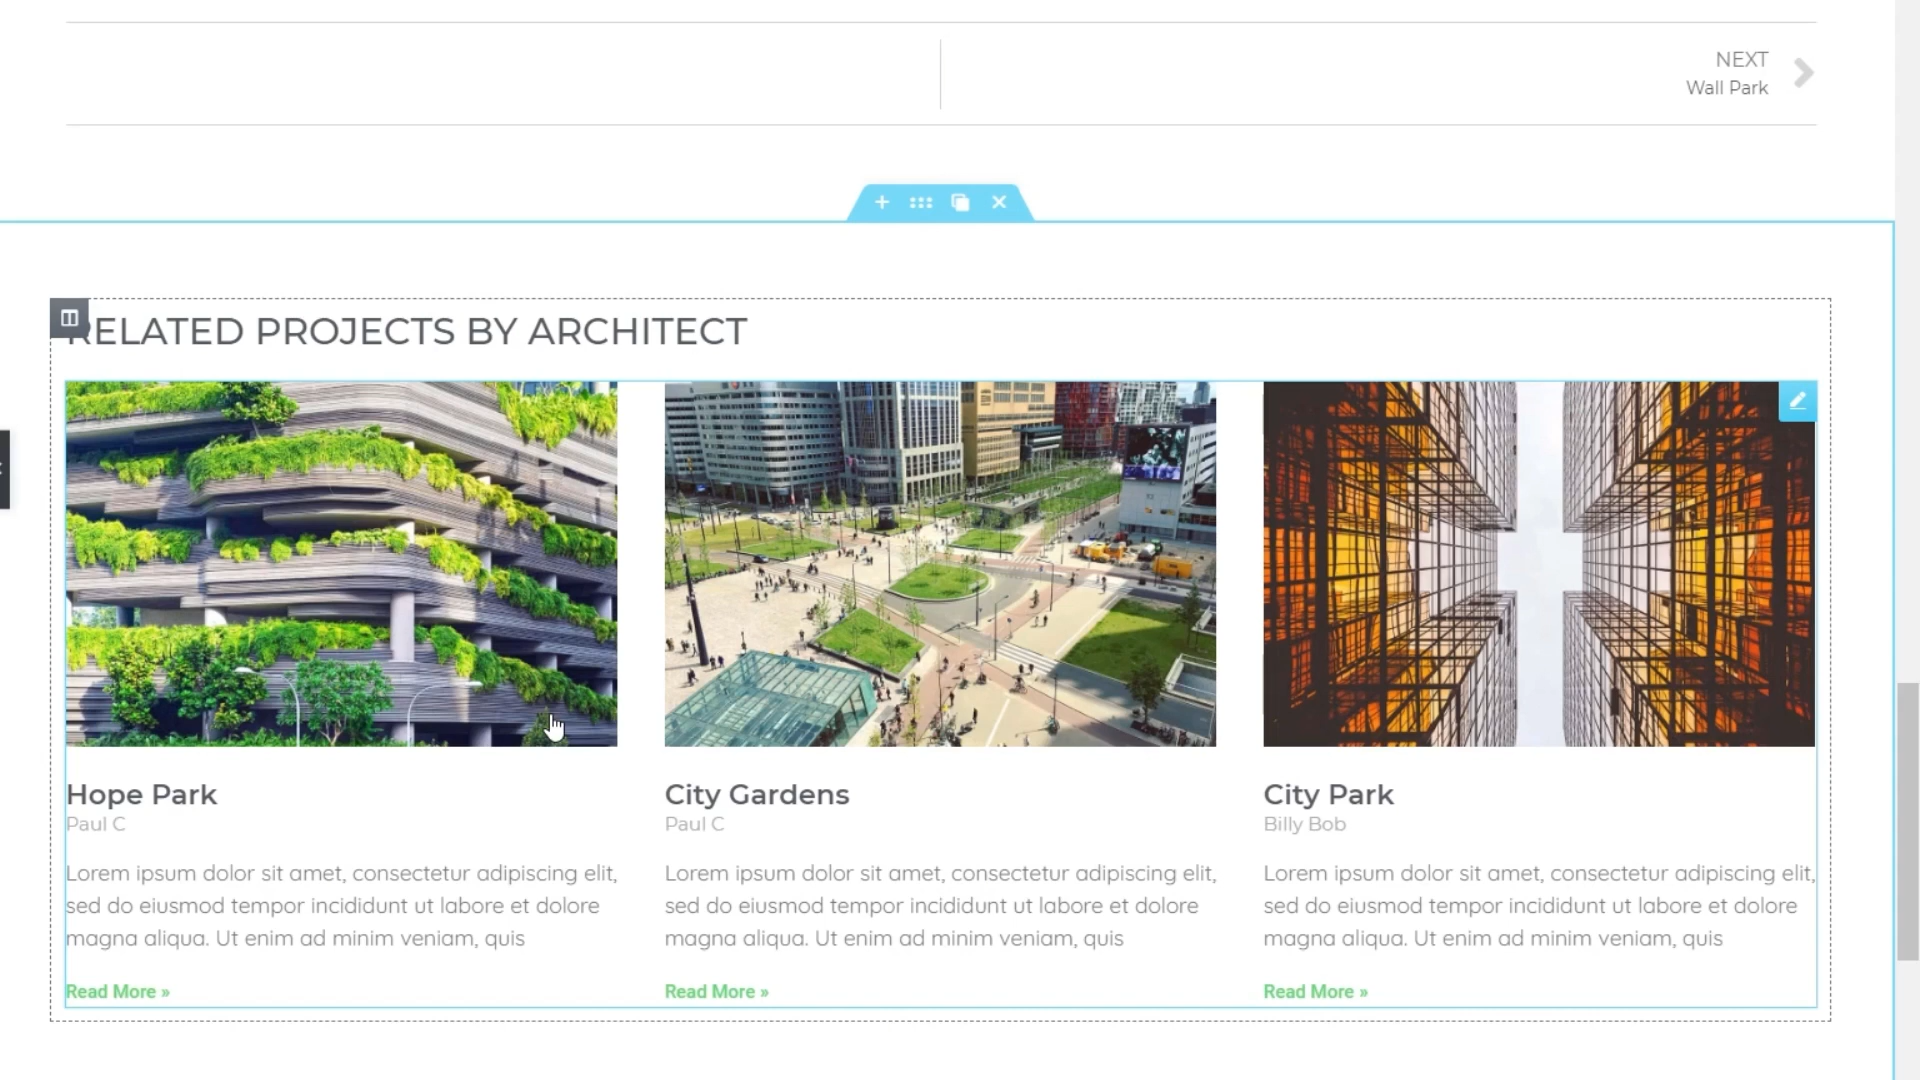 NEXT
Wall Park
RELATED PROJECTS BY ARCHITECT
Hope Park
Paul C
Lorem ipsum dolor sit amet, consectetur adipiscing elit,
sed do eiusmod tempor incididunt ut labore et dolore
magna aliqua. Ut enim ad minim veniam, quis
Read More »
City Gardens
Paul C
Lorem ipsum dolor sit amet, consectetur adipiscing elit,
sed do eiusmod tempor incididunt ut labore et dolore
magna aliqua. Ut enim ad minim veniam, quis
Read More »
City Park
Billy Bob
Lorem ipsum dolor sit amet, consectetur adipiscing elit,
sed do eiusmod tempor incididunt ut labore et dolore
magna aliqua. Ut enim ad minim veniam, quis
Read More »